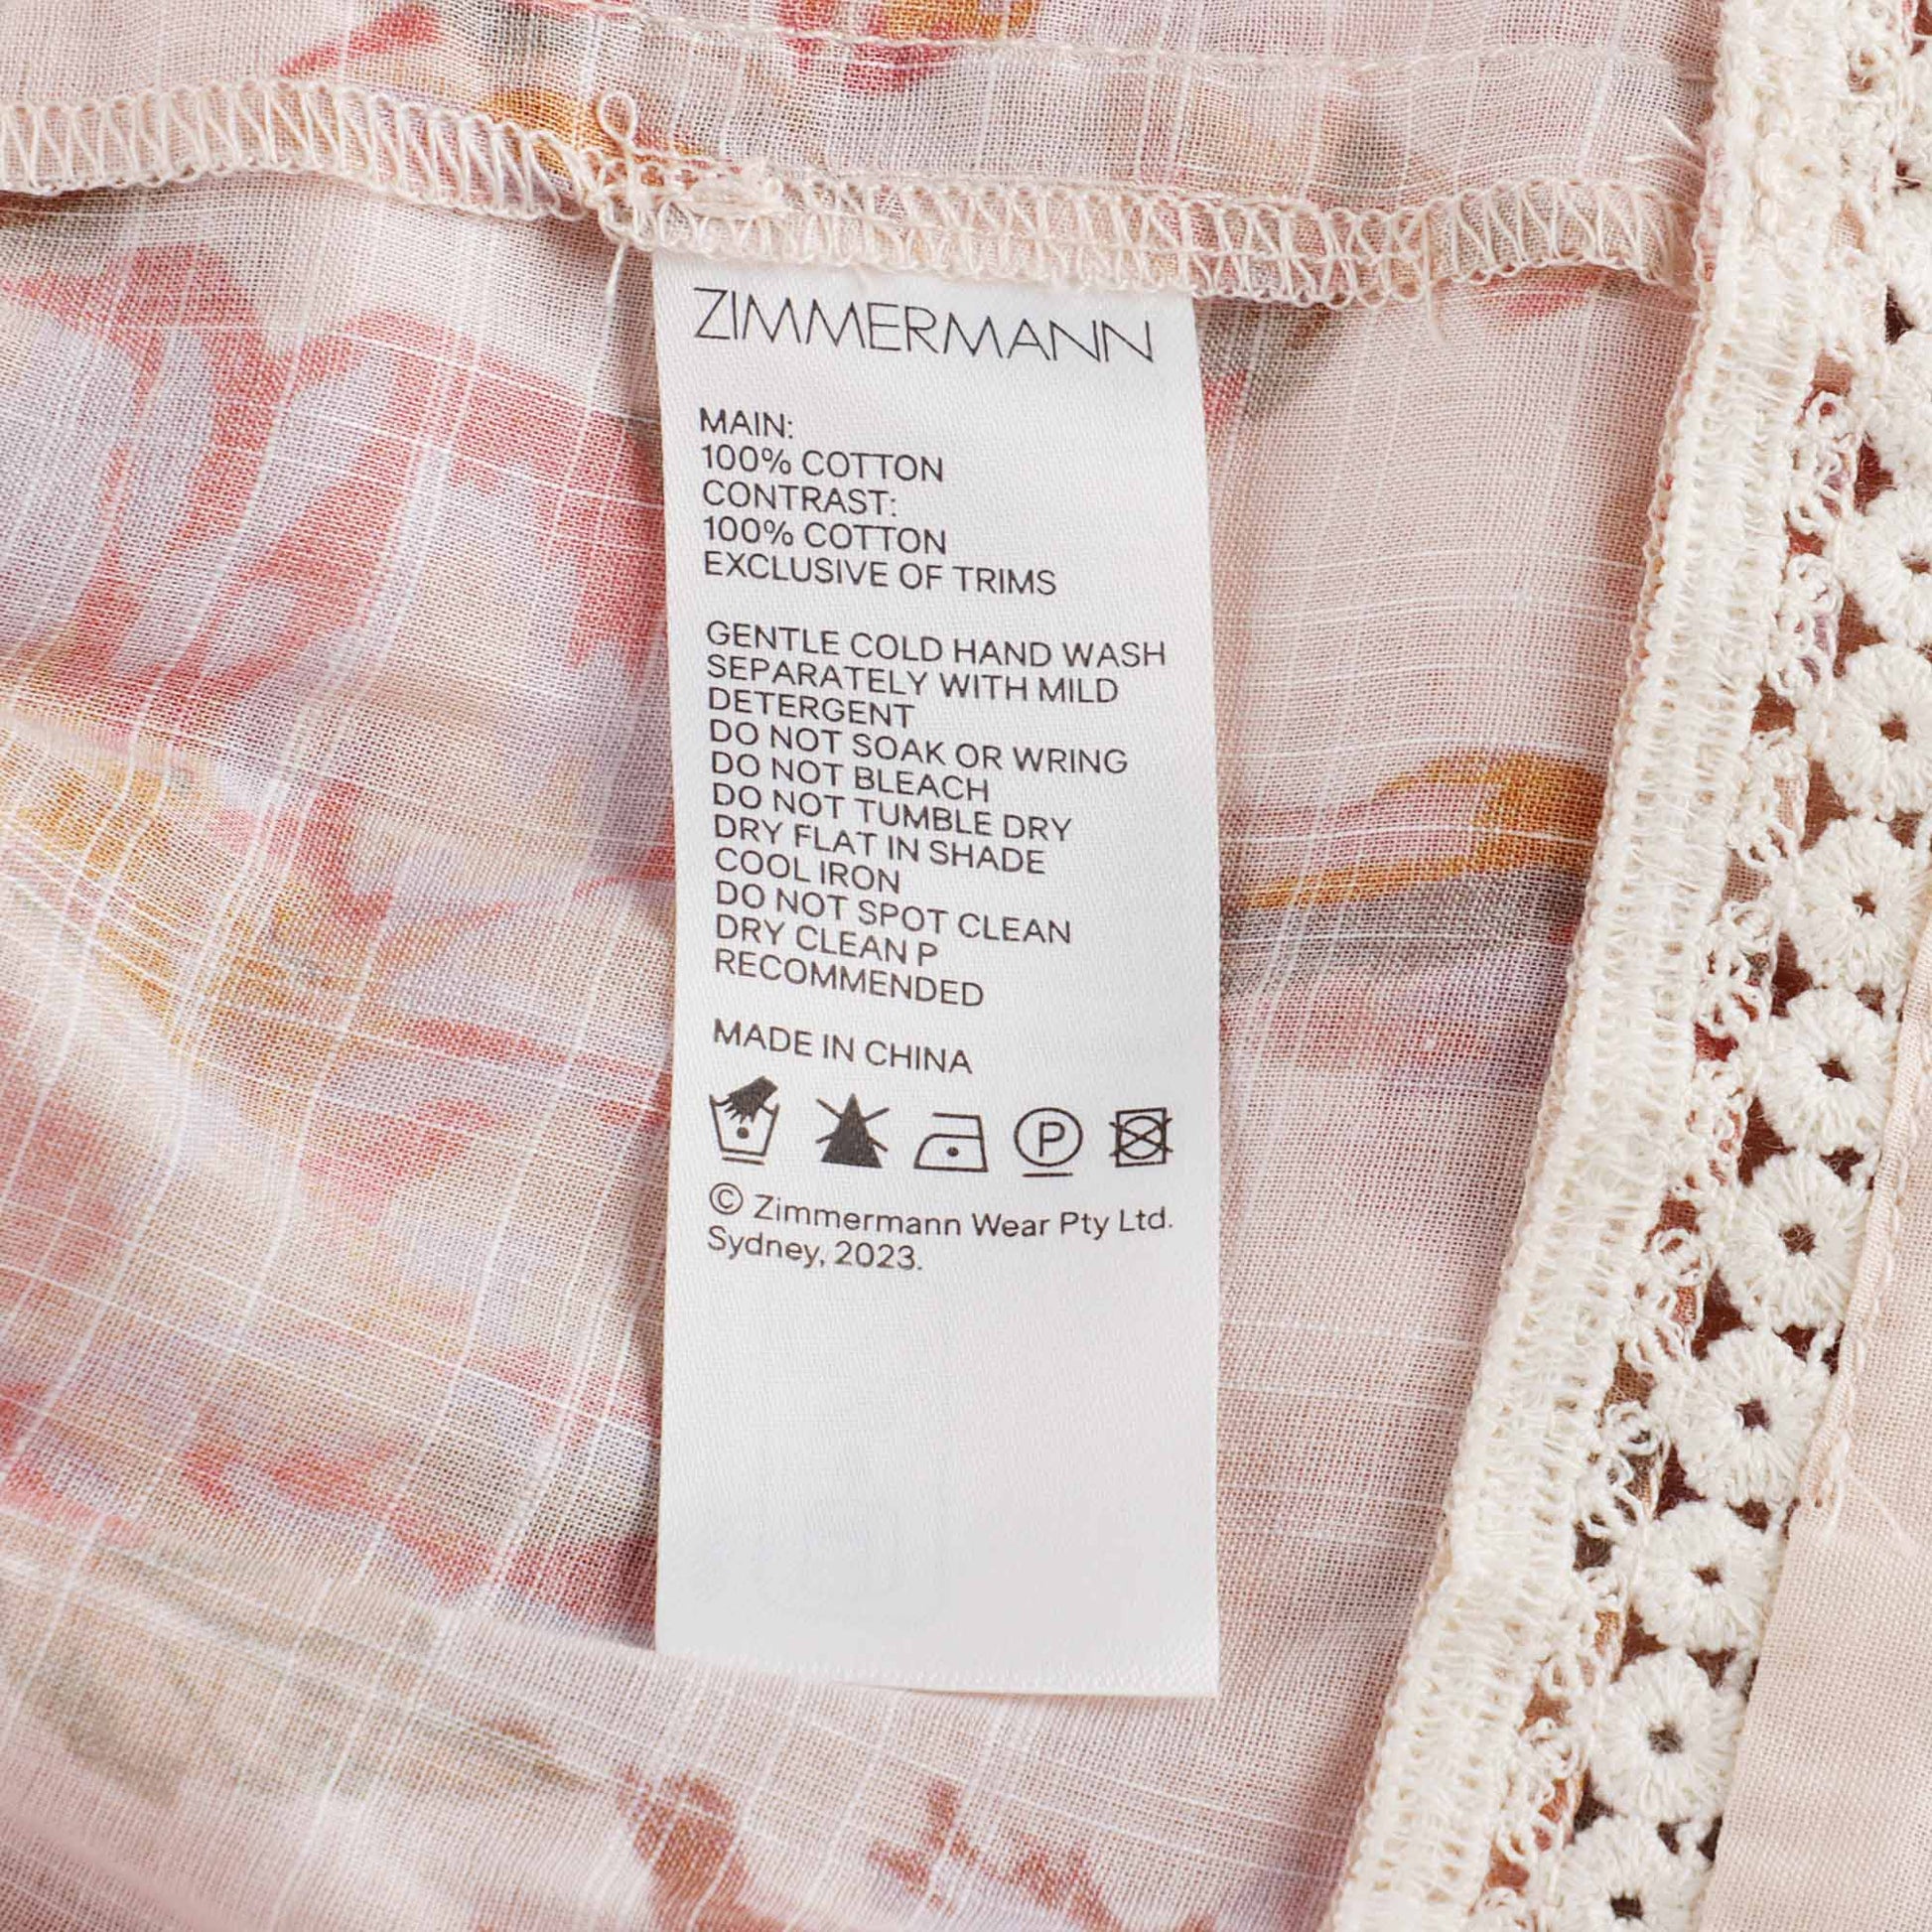 ZIMMERMANN
MAIN:
100% COTTON
CONTRAST:
100% COTTON
EXCLUSIVE OF TRIMS
GENTLE COLD HAND WASH
SEPARATELY WITH MILD
DETERGENT
DO NOT SOAK OR WRING
DO NOT BLEACH
DO NOT TUMBLE DRY
DRY FLAT IN SHADE
COOL IRON
DO NOT SPOT CLEAN
DRY CLEAN P
RECOMMENDED
MADE IN CHINA
P
© Zimmermann Wear Pty Ltd.
Sydney, 2023.